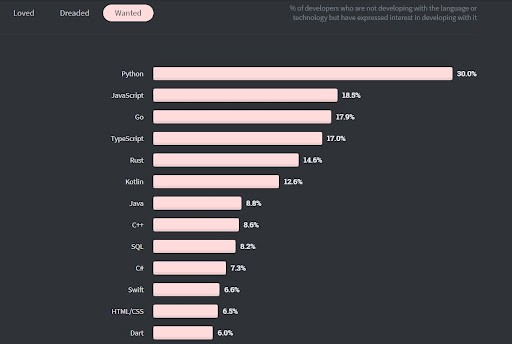 Loved Dreaded Wanted
% of developers who are not developing with the language or
technology but have expressed interest in developing with it
Python 30.0%
JavaScript 18.5%
Go 17.9%
TypeScript 17.0%
Rust 14.6%
Kotlin 12.6%
Java 8.8%
C++ 8.6%
SQL 8.2%
C# 7.3%
Swift 6.6%
HTML/CSS 6.5%
Dart 6.0%